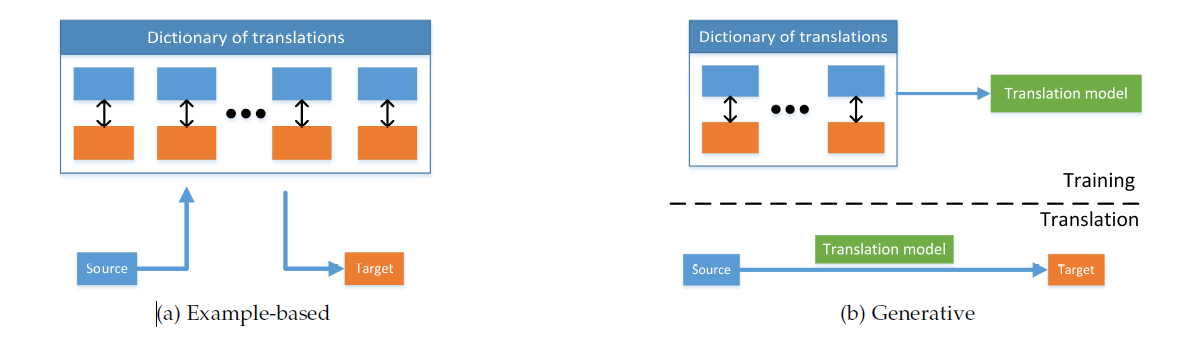 Dictionary of translations
Source
Target
(a) Example-based
Dictionary of translations
Translation model
Training
Translation
Translation model
Source
Target
(b) Generative